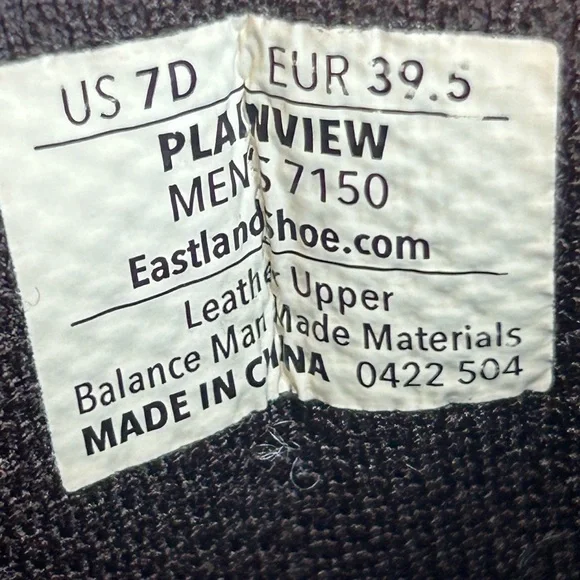 US 7D EUR 39.5
PLAINVIEW
MEN'S 7150
EastlandShoe.com
Leather Upper
Balance Man Made Materials
MADE IN CHINA 0422 504